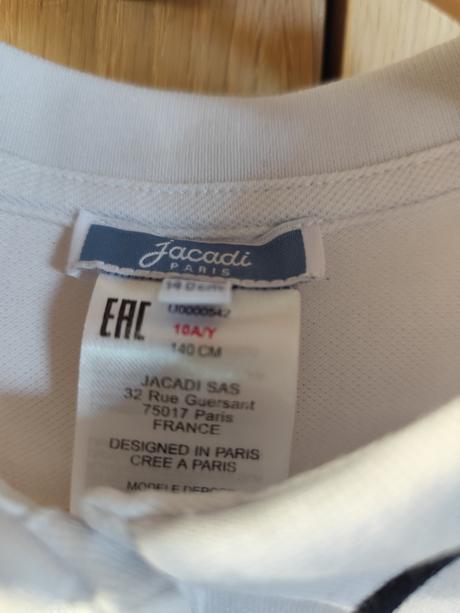 Jacadi
PARIS
EAC
10A/Y
140 CM
JACADI SAS
32 Rue Guersant
75017 Paris
FRANCE
DESIGNED IN PARIS
CREE A PARIS